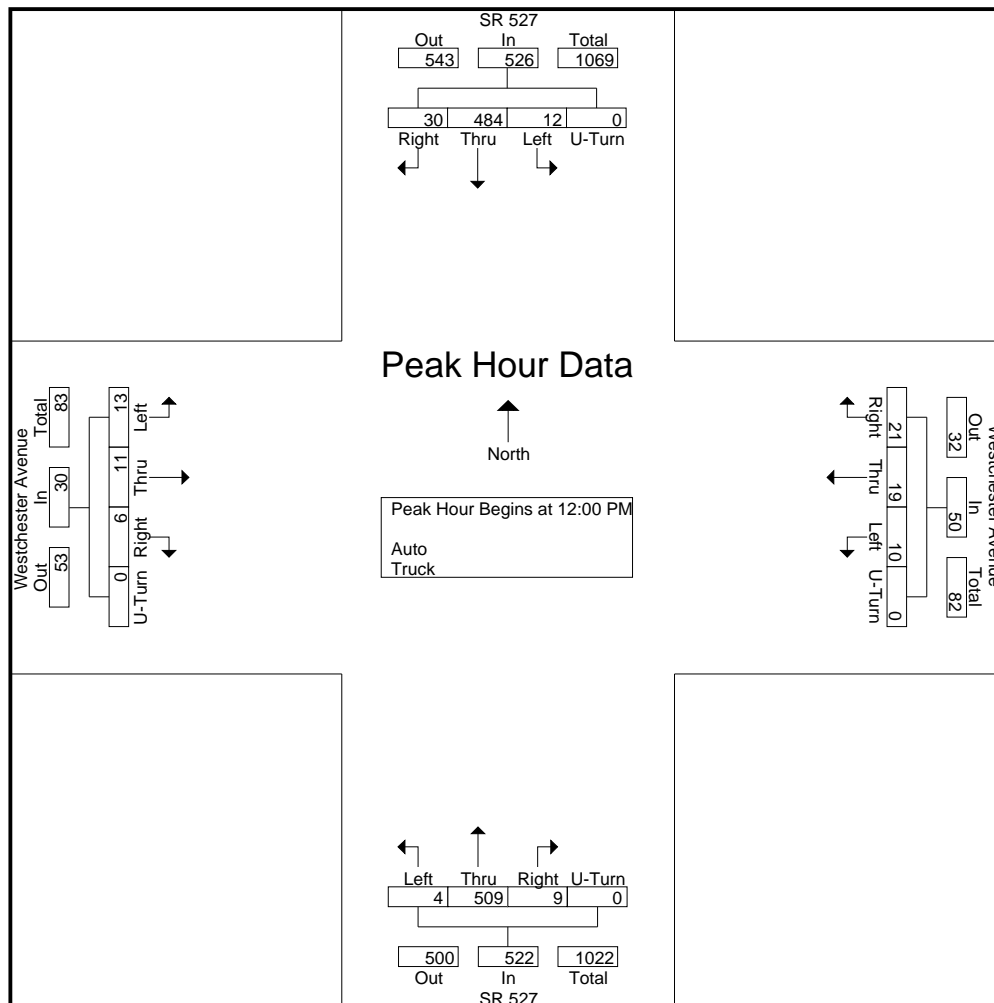 SR 527
Out In Total
543 526 1069
30 484 12 0
Right Thru Left U-Turn
Peak Hour Data
North
Peak Hour Begins at 12:00 PM
Auto
Truck
Westchester Avenue
Total In Out
83 30 53
13 11 6 0
Left Thru Right U-Turn
Right Thru Left U-Turn
21 19 10 0
Out In Total
32 50 82
Westchester Avenue
Left Thru Right U-Turn
4 509 9 0
500 522 1022
Out In Total
SR 527